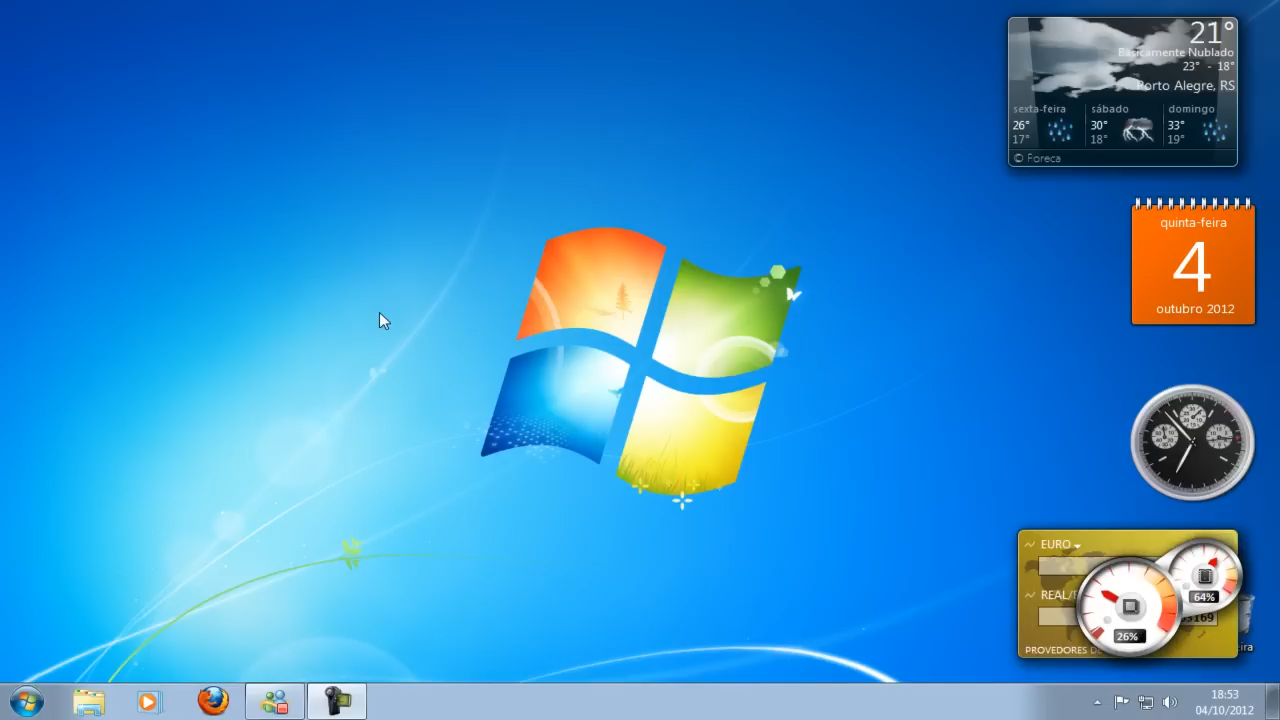 21°
Basicamente Nublado
23° - 18°
Porto Alegre, RS
sexta-feira sábado domingo
26° 30° 33°
17° 18° 19°
© Foreca
quinta-feira
4
outubro 2012
EURO
REAL/
64%
26%
PROVEDORES
18:53
04/10/2012